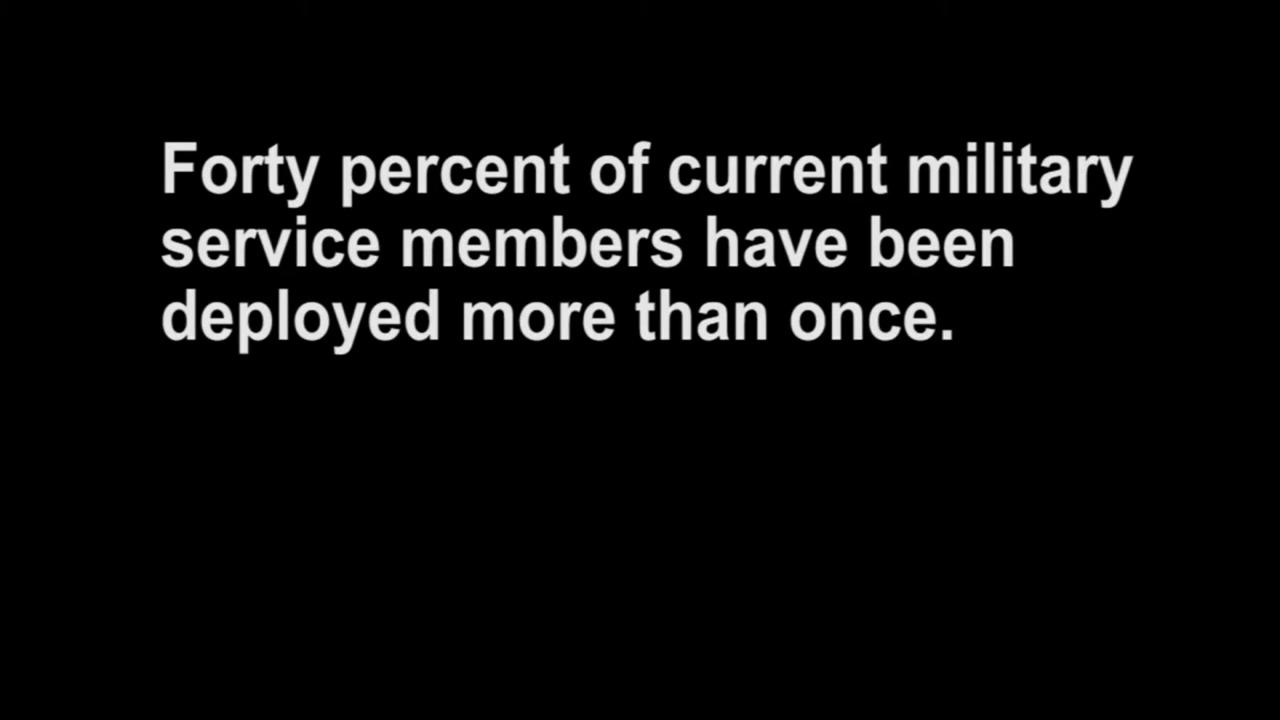 Forty percent of current military
service members have been
deployed more than once.